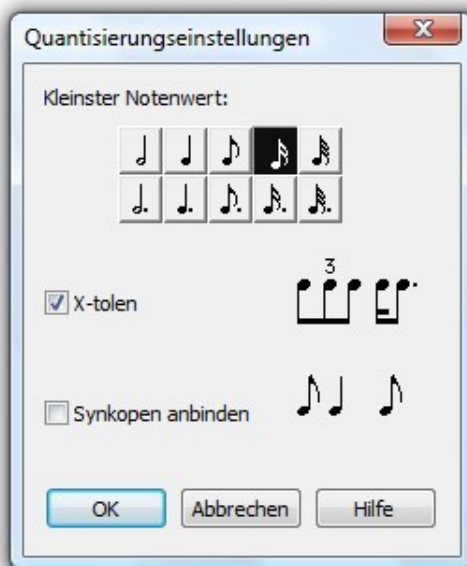 Quantisierungseinstellungen
Kleinster Notenwert:
3
X-tolen
Synkopen anbinden
OK Abbrechen Hilfe